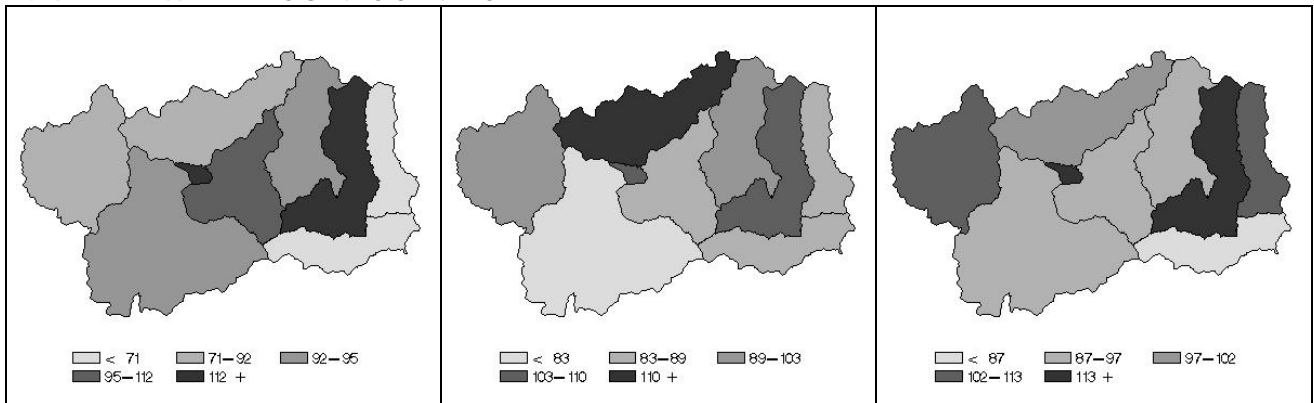 < 71 71–92 92–95
95–112 112 +
< 83 83–89 89–103
103–110 110 +
< 87 87–97 97–102
102–113 113 +